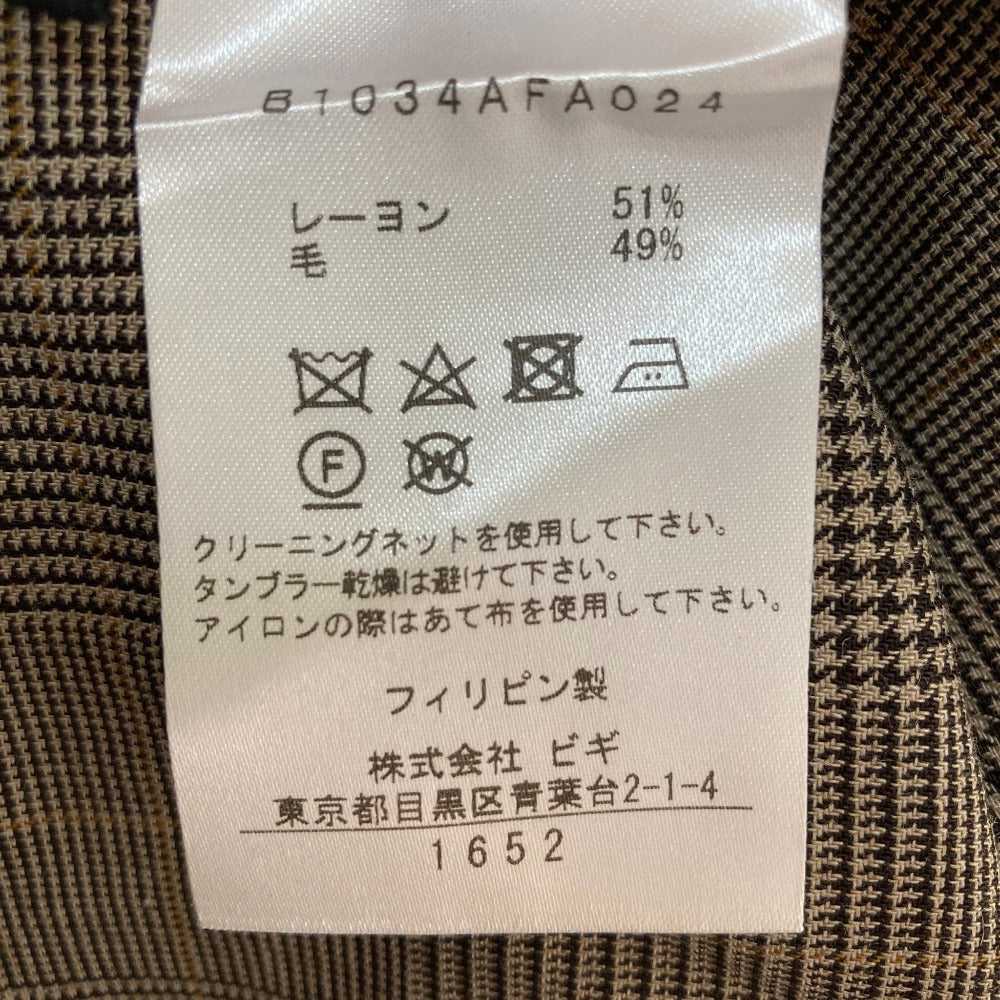 B1034AFA024
レーヨン 51%
毛 49%
F W
クリーニングネットを使用して下さい。
タンブラー乾燥は避けて下さい。
アイロンの際はあて布を使用して下さい。
フィリピン製
株式会社 ビギ
東京都目黒区青葉台2-1-4
1652